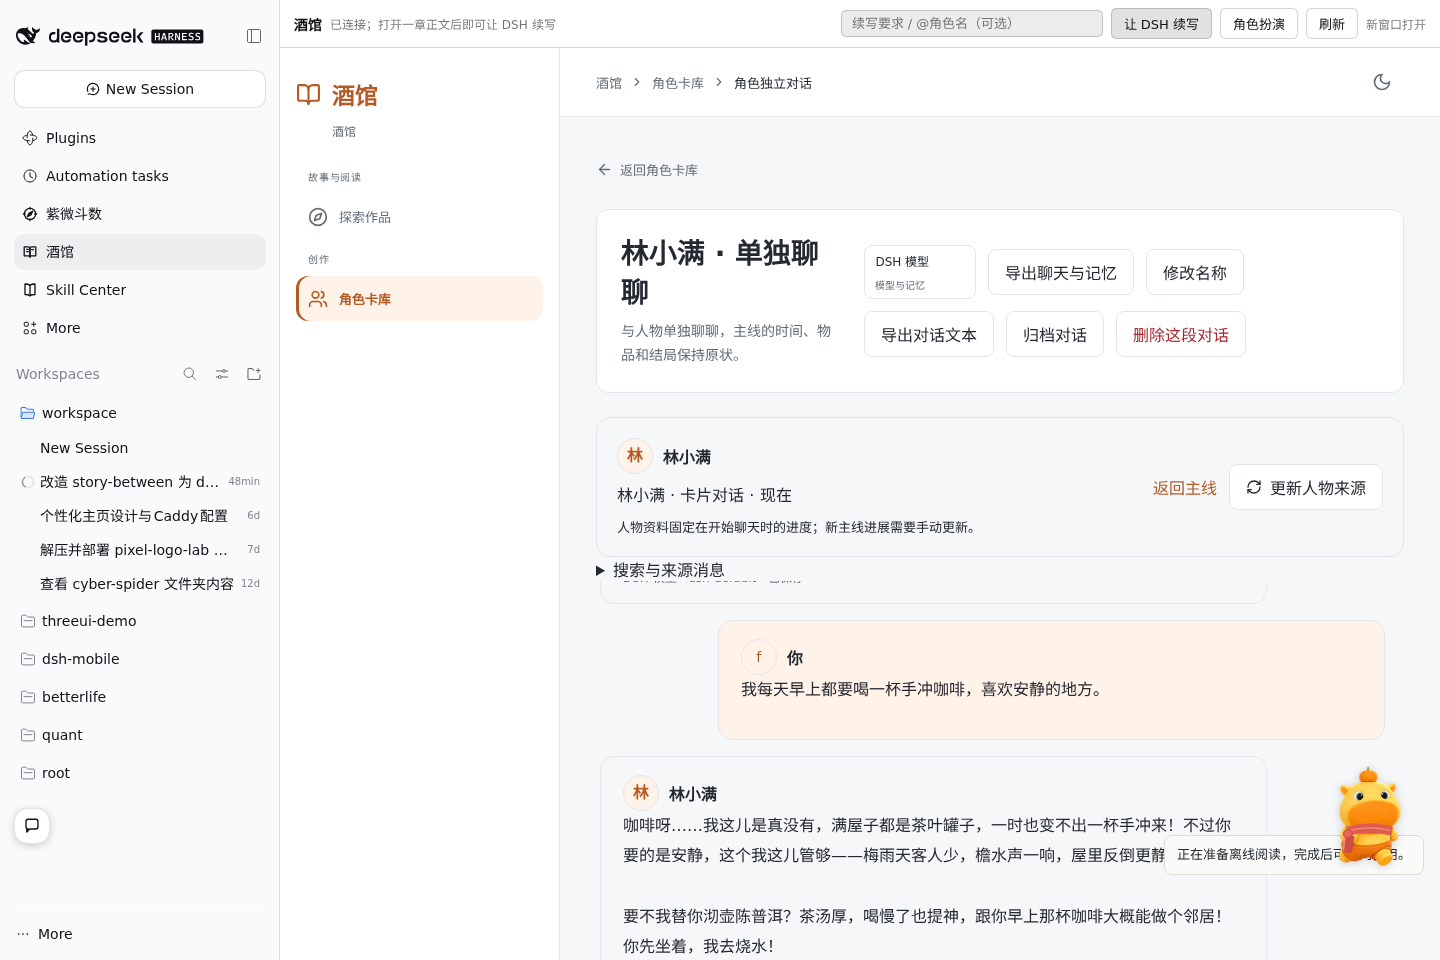 deepseek HARNESS
New Session
Plugins
Automation tasks
紫微斗数
酒馆
Skill Center
More
Workspaces
workspace
New Session
改造 story-between 为 d... 48min
个性化主页设计与Caddy配置 6d
解压并部署 pixel-logo-lab ... 7d
查看 cyber-spider 文件夹内容 12d
threeui-demo
dsh-mobile
betterlife
quant
root
More
酒馆 已连接；打开一章正文后即可让 DSH 续写
续写要求 / @角色名（可选）
让 DSH 续写
角色扮演
刷新
新窗口打开
酒馆
酒馆
故事与阅读
探索作品
创作
角色卡库
酒馆 > 角色卡库 > 角色独立对话
返回角色卡库
林小满 · 单独聊
聊
与人物单独聊聊，主线的时间、物
品和结局保持原状。
DSH 模型
模型与记忆
导出聊天与记忆
修改名称
导出对话文本
归档对话
删除这段对话
林 林小满
林小满 · 卡片对话 · 现在
人物资料固定在开始聊天时的进度；新主线进展需要手动更新。
返回主线
更新人物来源
搜索与来源消息
f 你
我每天早上都要喝一杯手冲咖啡，喜欢安静的地方。
林 林小满
咖啡呀……我这儿是真没有，满屋子都是茶叶罐子，一时也变不出一杯手冲来！不过你
要的是安静，这个我这儿管够——梅雨天客人少，檐水声一响，屋里反倒更静
要不我替你沏壶陈普洱？茶汤厚，喝慢了也提神，跟你早上那杯咖啡大概能做个邻居！
你先坐着，我去烧水！
正在准备离线阅读，完成后可